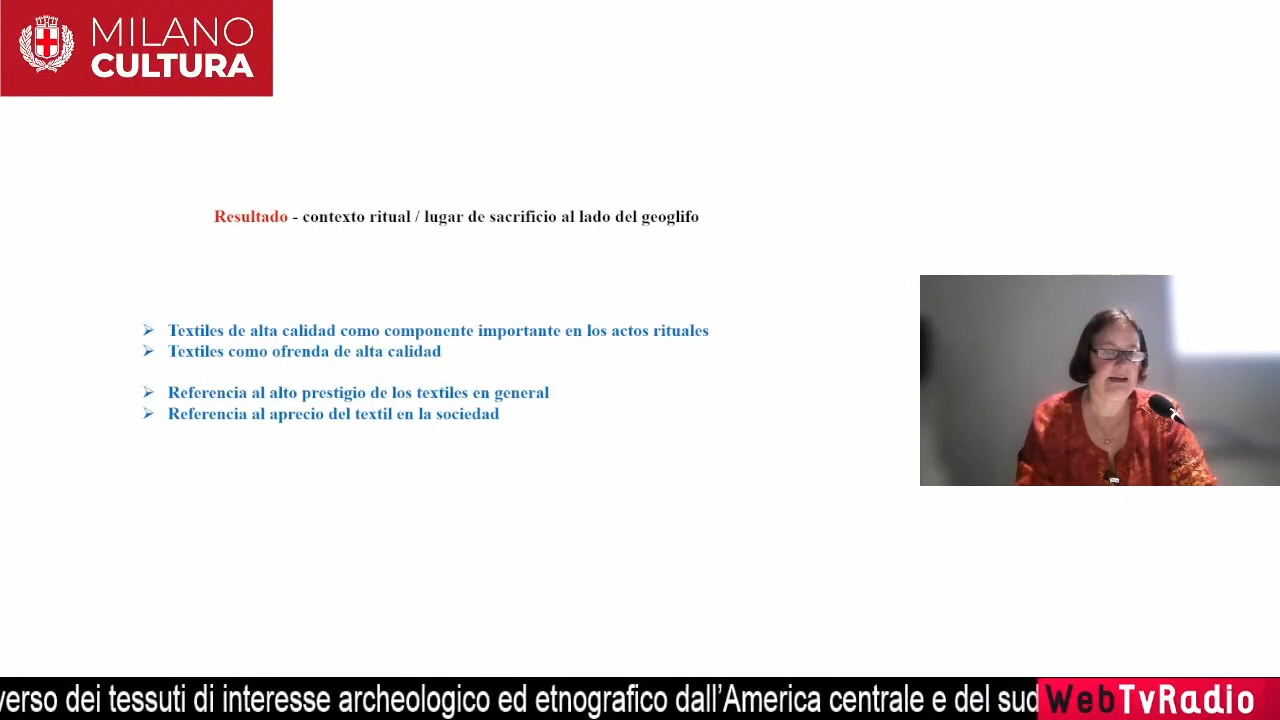 MILANO
CULTURA
Resultado - contexto ritual / lugar de sacrificio al lado del geoglifo
Textiles de alta calidad como componente importante en los actos rituales
Textiles como ofrenda de alta calidad
Referencia al alto prestigio de los textiles en general
Referencia al aprecio del textil en la sociedad
verso dei tessuti di interesse archeologico ed etnografico dall'America centrale e del sud
WebTvRadio